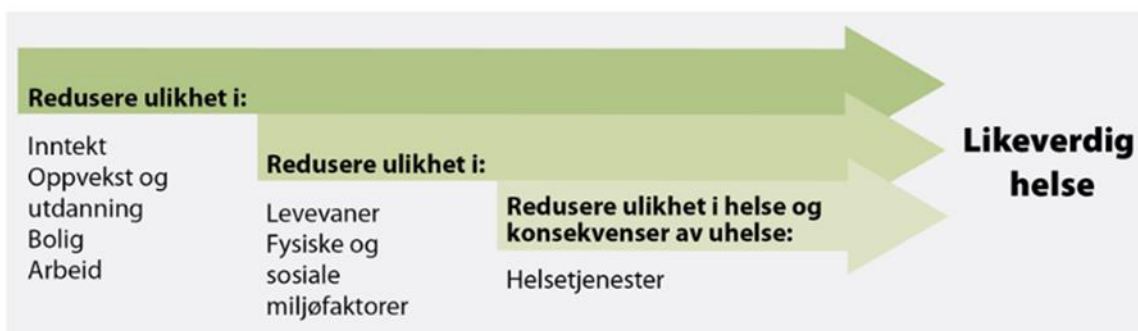 Redusere ulikhet i:
Inntekt
Oppvekst og
utdanning
Bolig
Arbeid
Redusere ulikhet i:
Levevaner
Fysiske og
sosiale
miljøfaktorer
Redusere ulikhet i helse og
konsekvenser av uhelse:
Helsetjenester
Likeverdig
helse